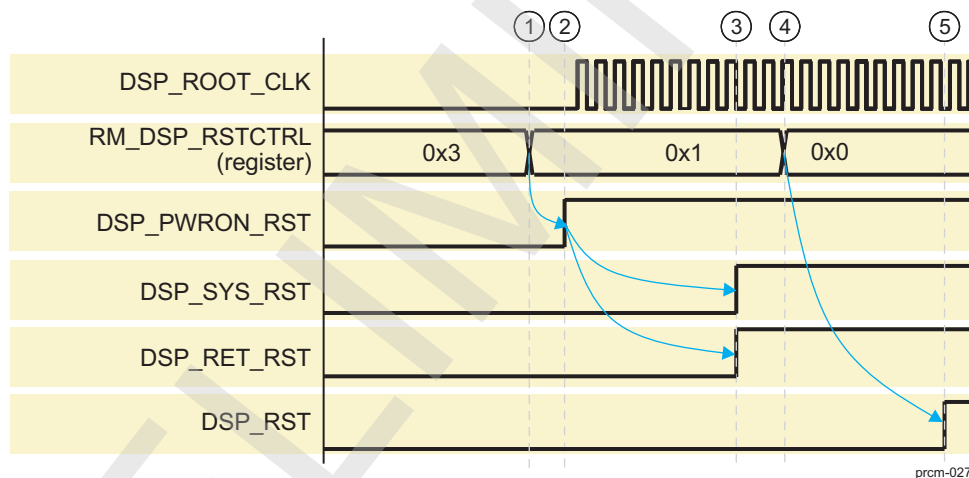 1 2 3 4 5
DSP_ROOT_CLK
RM_DSP_RSTCTRL
(register)
0x3 0x1 0x0
DSP_PWRON_RST
DSP_SYS_RST
DSP_RET_RST
DSP_RST
prcm-027